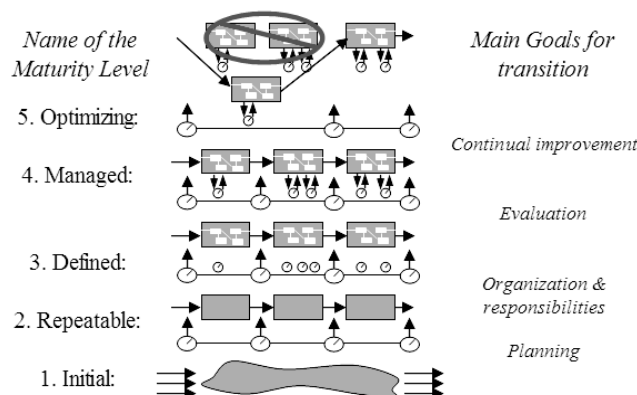 Name of the
Maturity Level
Main Goals for
transition
5. Optimizing:
Continual improvement
4. Managed:
Evaluation
3. Defined:
Organization &
responsibilities
2. Repeatable:
Planning
1. Initial: